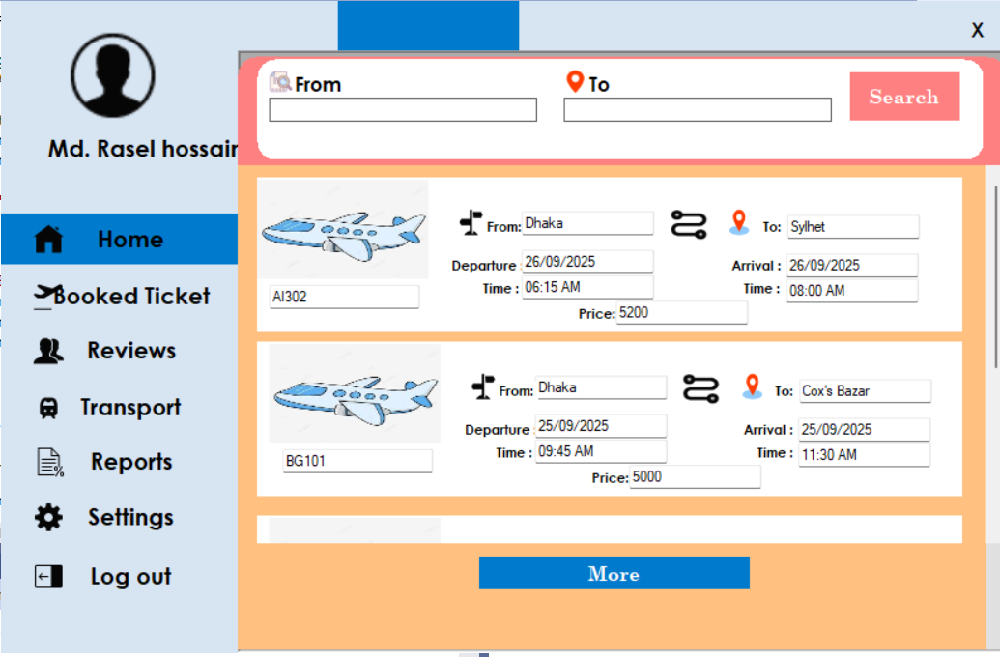 X
Md. Rasel hossain
Home
Booked Ticket
Reviews
Transport
Reports
Settings
Log out
From
To
Search
From: Dhaka
To: Sylhet
Departure : 26/09/2025
Arrival : 26/09/2025
Time : 06:15 AM
Time : 08:00 AM
AI302
Price: 5200
From: Dhaka
To: Cox's Bazar
Departure : 25/09/2025
Arrival : 25/09/2025
Time : 09:45 AM
Time : 11:30 AM
BG101
Price: 5000
More